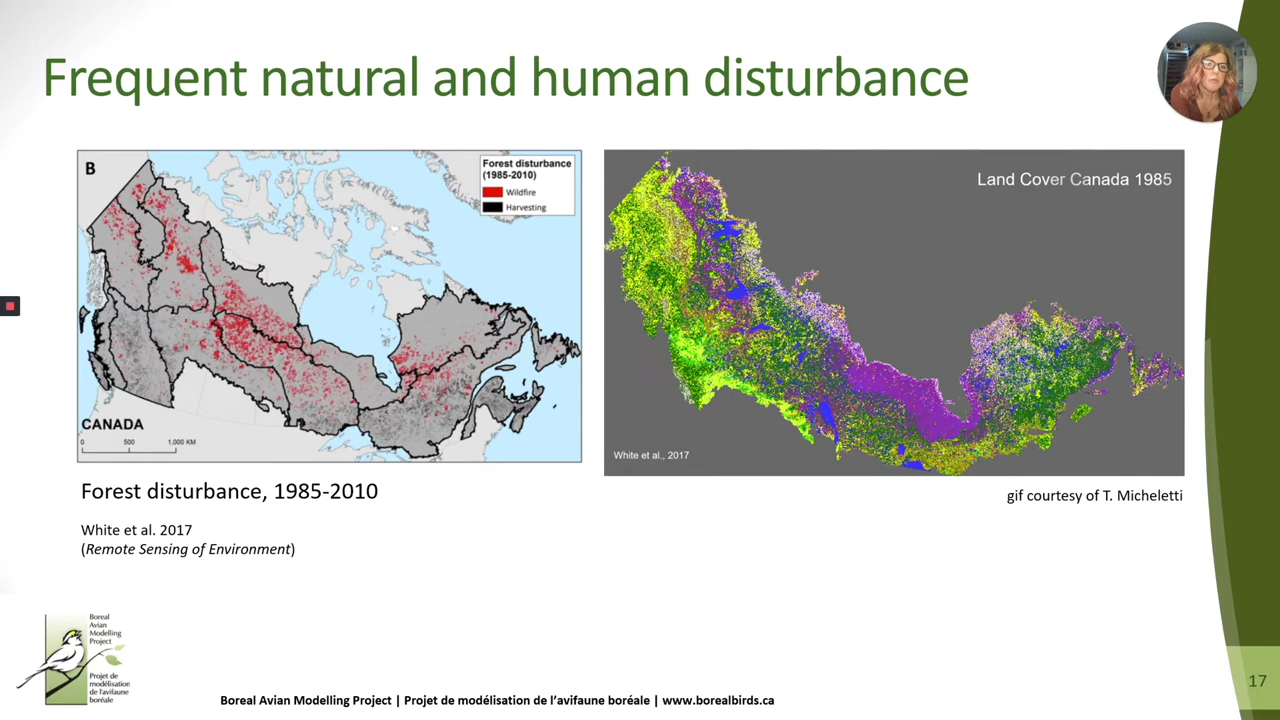 Frequent natural and human disturbance
B
Forest disturbance
(1985-2010)
Wildfire
Harvesting
CANADA
0 500 1,000 KM
Land Cover Canada 1985
White et al., 2017
Forest disturbance, 1985-2010
gif courtesy of T. Micheletti
White et al. 2017
(Remote Sensing of Environment)
Boreal
Avian
Modelling
Project
Projet de
modélisation
de l'avifaune
boréale
Boreal Avian Modelling Project | Projet de modélisation de l'avifaune boréale | www.borealbirds.ca
17